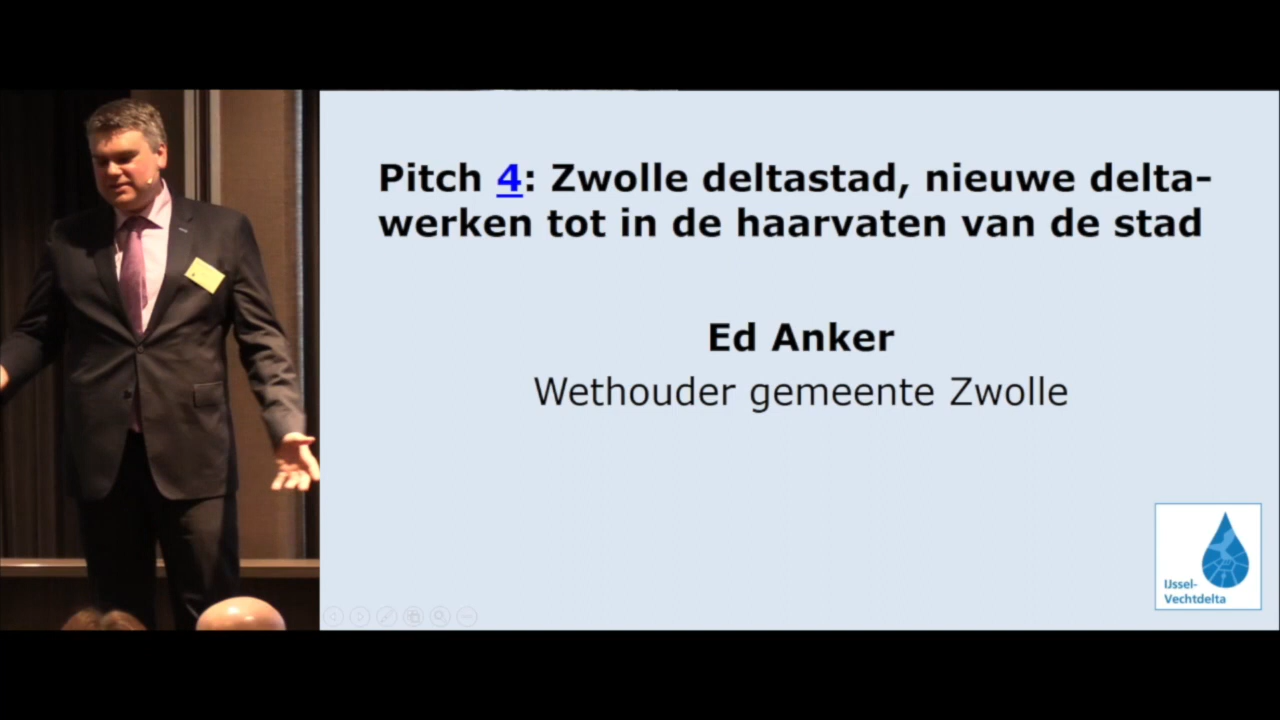 Pitch 4: Zwolle deltastad, nieuwe delta-
werken tot in de haarvaten van de stad
Ed Anker
Wethouder gemeente Zwolle
IJssel-
Vechtdelta